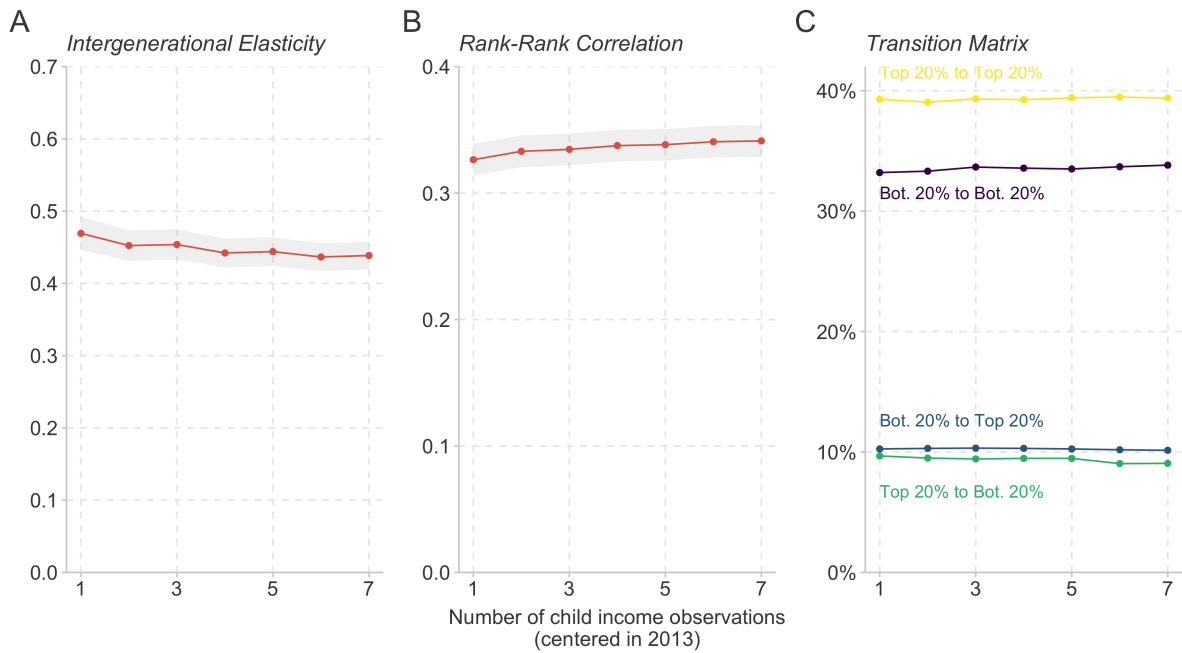 A
Intergenerational Elasticity
0.7
0.6
0.5
0.4
0.3
0.2
0.1
0.0
1
3
5
7
B
Rank-Rank Correlation
0.4
0.3
0.2
0.1
0.0
1
3
5
7
Number of child income observations
(centered in 2013)
C
Transition Matrix
40%
30%
20%
10%
0%
Top 20% to Top 20%
Bot. 20% to Bot. 20%
Bot. 20% to Top 20%
Top 20% to Bot. 20%
1
3
5
7